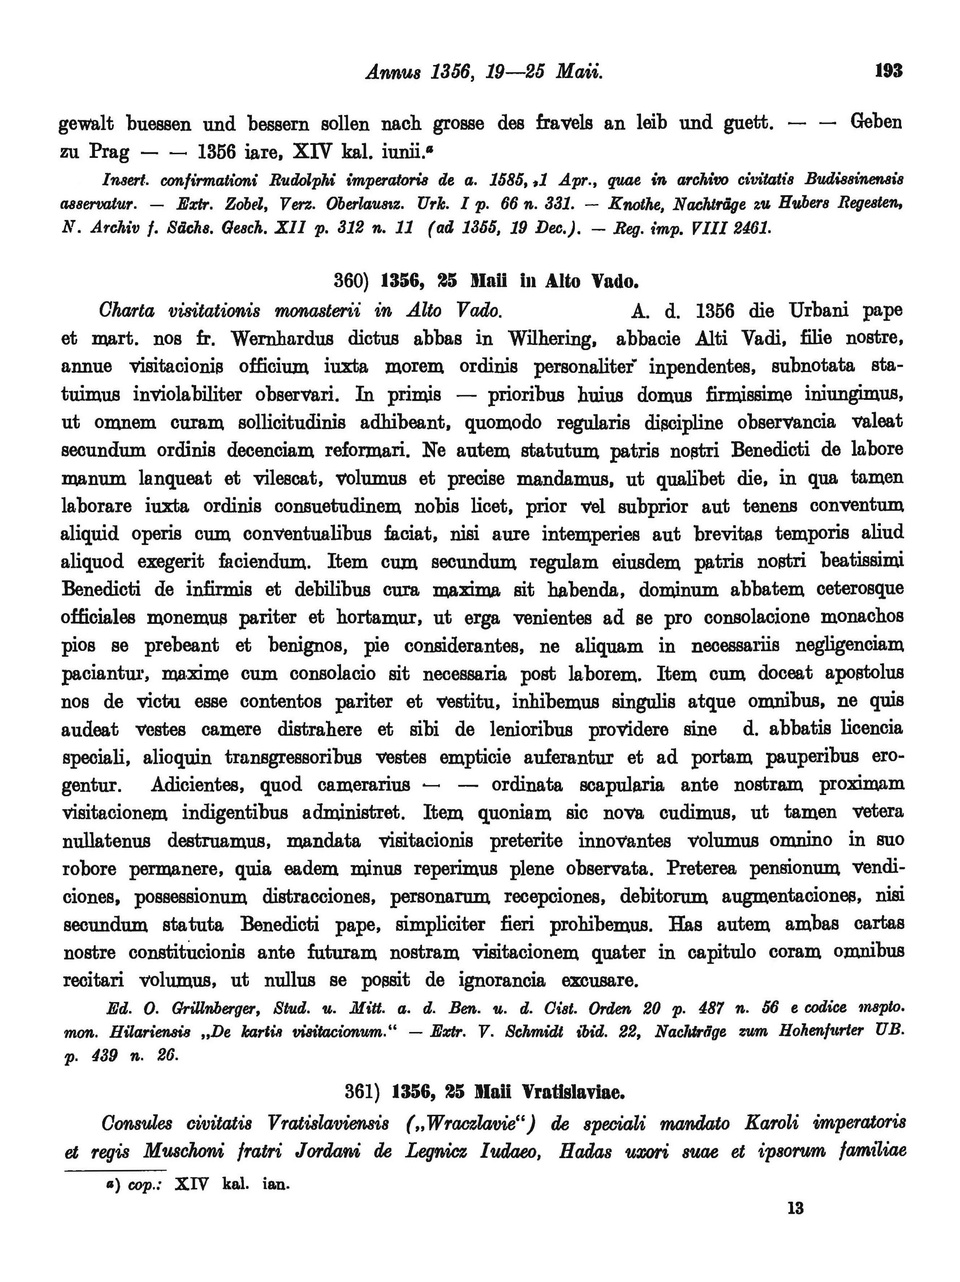 Annus 1356, 19—25 Maii. 193
gewalt buessen und bessern sollen nach grosse des fravels an leib und guett. — — Geben
zu Prag — — 1356 iare, XIV kal. iunii.ᵃ
Insert. confirmationi Rudolphi imperatoris de a. 1585, ,1 Apr., quae in archivo civitatis Budissinensis
asservatur. — Extr. Zobel, Verz. Oberlausiz. Urk. I p. 66 n. 331. — Knothe, Nachträge zu Hubers Regesten,
N. Archiv f. Sächs. Gesch. XII p. 312 n. 11 (ad 1355, 19 Dec.). — Reg. imp. VIII 2461.
360) 1356, 25 Maii in Alto Vado.
Charta visitationis monasterii in Alto Vado. A. d. 1356 die Urbani pape
et mart. nos fr. Wernhardus dictus abbas in Wilhering, abbacie Alti Vadi, filie nostre,
annue visitacionis officium iuxta morem ordinis personaliter inpendentes, subnotata sta-
tuimus inviolabiliter observari. In primis — prioribus huius domus firmissime iniungimus,
ut omnem curam sollicitudinis adhibeant, quomodo regularis discipline observancia valeat
secundum ordinis decenciam reformari. Ne autem statutum patris nostri Benedicti de labore
manum lanqueat et vilescat, volumus et precise mandamus, ut qualibet die, in qua tamen
laborare iuxta ordinis consuetudinem nobis licet, prior vel subprior aut tenens conventum
aliquid operis cum conventualibus faciat, nisi aure intemperies aut brevitas temporis aliud
aliquod exegerit faciendum. Item cum secundum regulam eiusdem patris nostri beatissimi
Benedicti de infirmis et debilibus cura maxima sit habenda, dominum abbatem ceterosque
officiales monemus pariter et hortamur, ut erga venientes ad se pro consolacione monachos
pios se prebeant et benignos, pie considerantes, ne aliquam in necessariis negligenciam
paciantur, maxime cum consolacio sit necessaria post laborem. Item cum doceat apostolus
nos de victu esse contentos pariter et vestitu, inhibemus singulis atque omnibus, ne quis
audeat vestes camere distrahere et sibi de lenioribus providere sine d. abbatis licencia
speciali, alioquin transgressoribus vestes empticie auferantur et ad portam pauperibus ero-
gentur. Adicientes, quod camerarius — — ordinata scapularia ante nostram proximam
visitacionem indigentibus administret. Item quoniam sic nova cudimus, ut tamen vetera
nullatenus destruamus, mandata visitacionis preterite innovantes volumus omnino in suo
robore permanere, quia eadem minus reperimus plene observata. Preterea pensionum vendi-
ciones, possessionum distracciones, personarum recepciones, debitorum augmentaciones, nisi
secundum statuta Benedicti pape, simpliciter fieri prohibemus. Has autem ambas cartas
nostre constitucionis ante futuram nostram visitacionem quater in capitulo coram omnibus
recitari volumus, ut nullus se possit de ignorancia excusare.
Ed. O. Grillnberger, Stud. u. Mitt. a. d. Ben. u. d. Cist. Orden 20 p. 487 n. 56 e codice mspto.
mon. Hilariensis „De kartis visitacionum.“ — Extr. V. Schmidt ibid. 22, Nachträge zum Hohenfurter UB.
p. 439 n. 26.
361) 1356, 25 Maii Vratislaviae.
Consules civitatis Vratislaviensis („Wraczlavie“) de speciali mandato Karoli imperatoris
et regis Muschoni fratri Jordani de Legnicz Iudaeo, Hadas uxori suae et ipsorum familiae
ᵃ) cop.: XIV kal. ian.
13